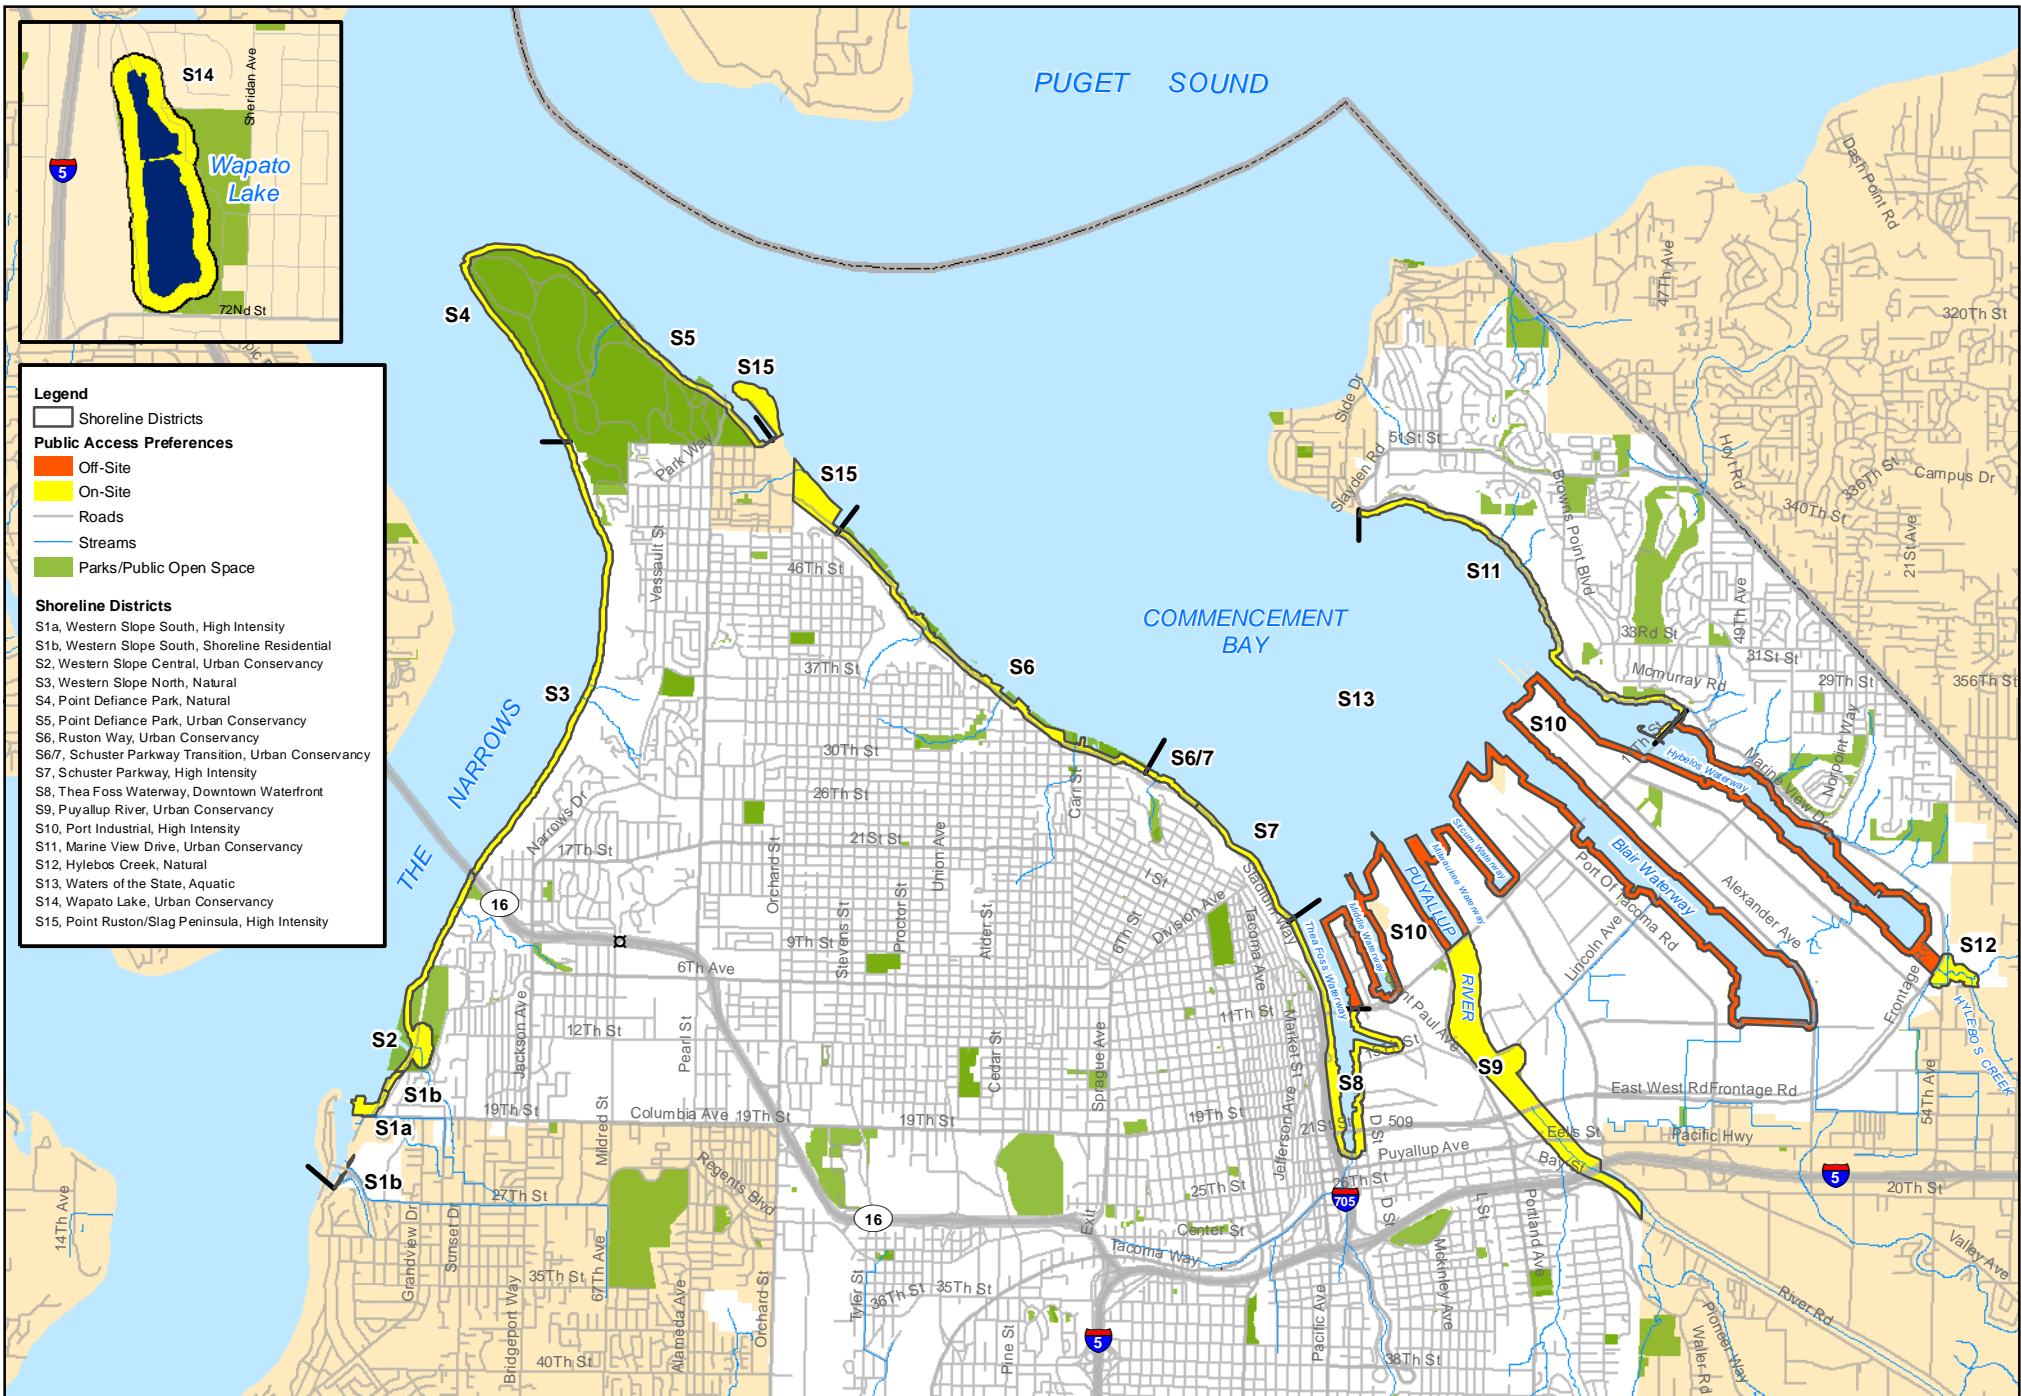 S14
Sheridan Ave
Wapato
Lake
5
72Nd St
PUGET SOUND
Legend
Shoreline Districts
Public Access Preferences
Off-Site
On-Site
Roads
Streams
Parks/Public Open Space
Shoreline Districts
S1a, Western Slope South, High Intensity
S1b, Western Slope South, Shoreline Residential
S2, Western Slope Central, Urban Conservancy
S3, Western Slope North, Natural
S4, Point Defiance Park, Natural
S5, Point Defiance Park, Urban Conservancy
S6, Ruston Way, Urban Conservancy
S6/7, Schuster Parkway Transition, Urban Conservancy
S7, Schuster Parkway, High Intensity
S8, Thea Foss Waterway, Downtown Waterfront
S9, Puyallup River, Urban Conservancy
S10, Port Industrial, High Intensity
S11, Marine View Drive, Urban Conservancy
S12, Hylebos Creek, Natural
S13, Waters of the State, Aquatic
S14, Wapato Lake, Urban Conservancy
S15, Point Ruston/Slag Peninsula, High Intensity
S4
S5
S15
S15
Park Way
Vassault St
46Th St
37Th St
S6
S3
THE NARROWS
30Th St
26Th St
21St St
17Th St
Narrows Dr
Orchard St
Union Ave
Carr St
S6/7
S7
16
9Th St
6Th Ave
Stevens St
Proctor St
Alder St
6Th St
I St
Division Ave
Stadium Way
Tacoma Ave
COMMENCEMENT
BAY
S13
S11
Dash Point Rd
47Th Ave
320Th St
Side Dr
Slayden Rd
51St St
Browns Point Blvd
Hoyt Rd
336Th St
Campus Dr
340Th St
21St Ave
49Th Ave
33Rd St
31St St
Mcmurray Rd
29Th St
356Th St
Norpoint Way
Marine View Dr
11Th St
Hybelos Waterway
S10
Blair Waterway
Sitcum Waterway
Milwaukee Waterway
Middle Waterway
Thea Foss Waterway
PUYALLUP
RIVER
S10
Port Of Tacoma Rd
Lincoln Ave
Alexander Ave
Frontage
S12
HYLEBOS CREEK
S2
S1b
S1a
S1b
Jackson Ave
12Th St
Pearl St
Mildred St
19Th St
Columbia Ave
19Th St
19Th St
19Th St
Cedar St
Sprague Ave
11Th St
Market St
Jefferson Ave
S8
15Th St
Saint Paul Ave
S9
21St St
D St
509
Puyallup Ave
East West Rd
Frontage Rd
Eells St
Pacific Hwy
54Th Ave
Bay St
5
20Th St
Valley Ave
River Rd
14Th Ave
Grandview Dr
Sunset Dr
27Th St
Regents Blvd
67Th Ave
35Th St
Bridgeport Way
40Th St
Alameda Ave
Orchard St
16
Tyler St
36Th St
35Th St
Pine St
Exit
5
Tacoma Way
Center St
25Th St
26Th St
705
D St
Pacific Ave
38Th St
Mckinley Ave
L St
Portland Ave
Pioneer Way
Waller Rd